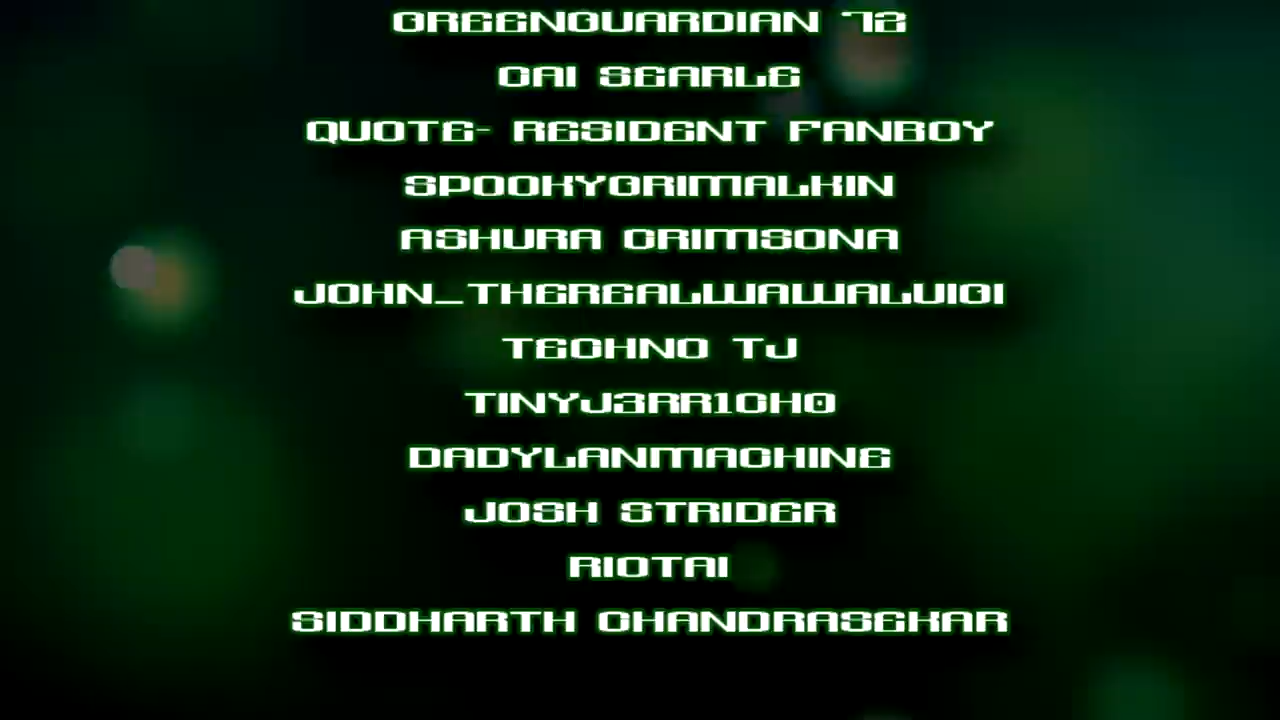 GREENGUARDIAN 72
DAI SEARLE
QUOTE- RESIDENT FANBOY
SPOOKYGRIMALKIN
ASHURA CRIMSONA
JOHN_THEREALWAWALUIGI
TECHNO TJ
TINYJ3RR1CH0
DADYLANMACHINE
JOSH STRIDER
RIOTAI
SIDDHARTH CHANDRASEKAR